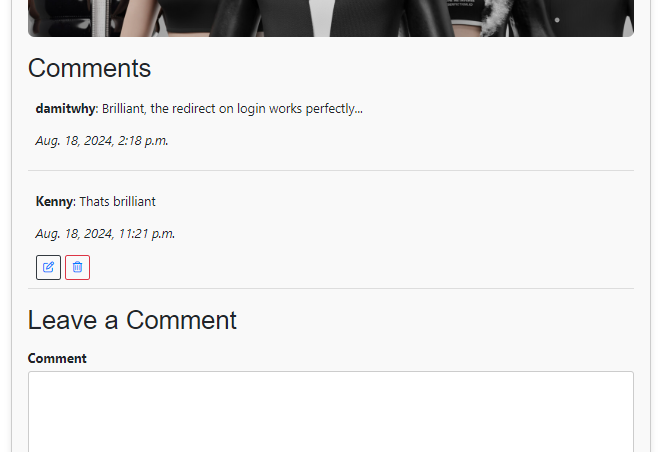 Comments
damitwhy: Brilliant, the redirect on login works perfectly...
Aug. 18, 2024, 2:18 p.m.
Kenny: Thats brilliant
Aug. 18, 2024, 11:21 p.m.
Leave a Comment
Comment